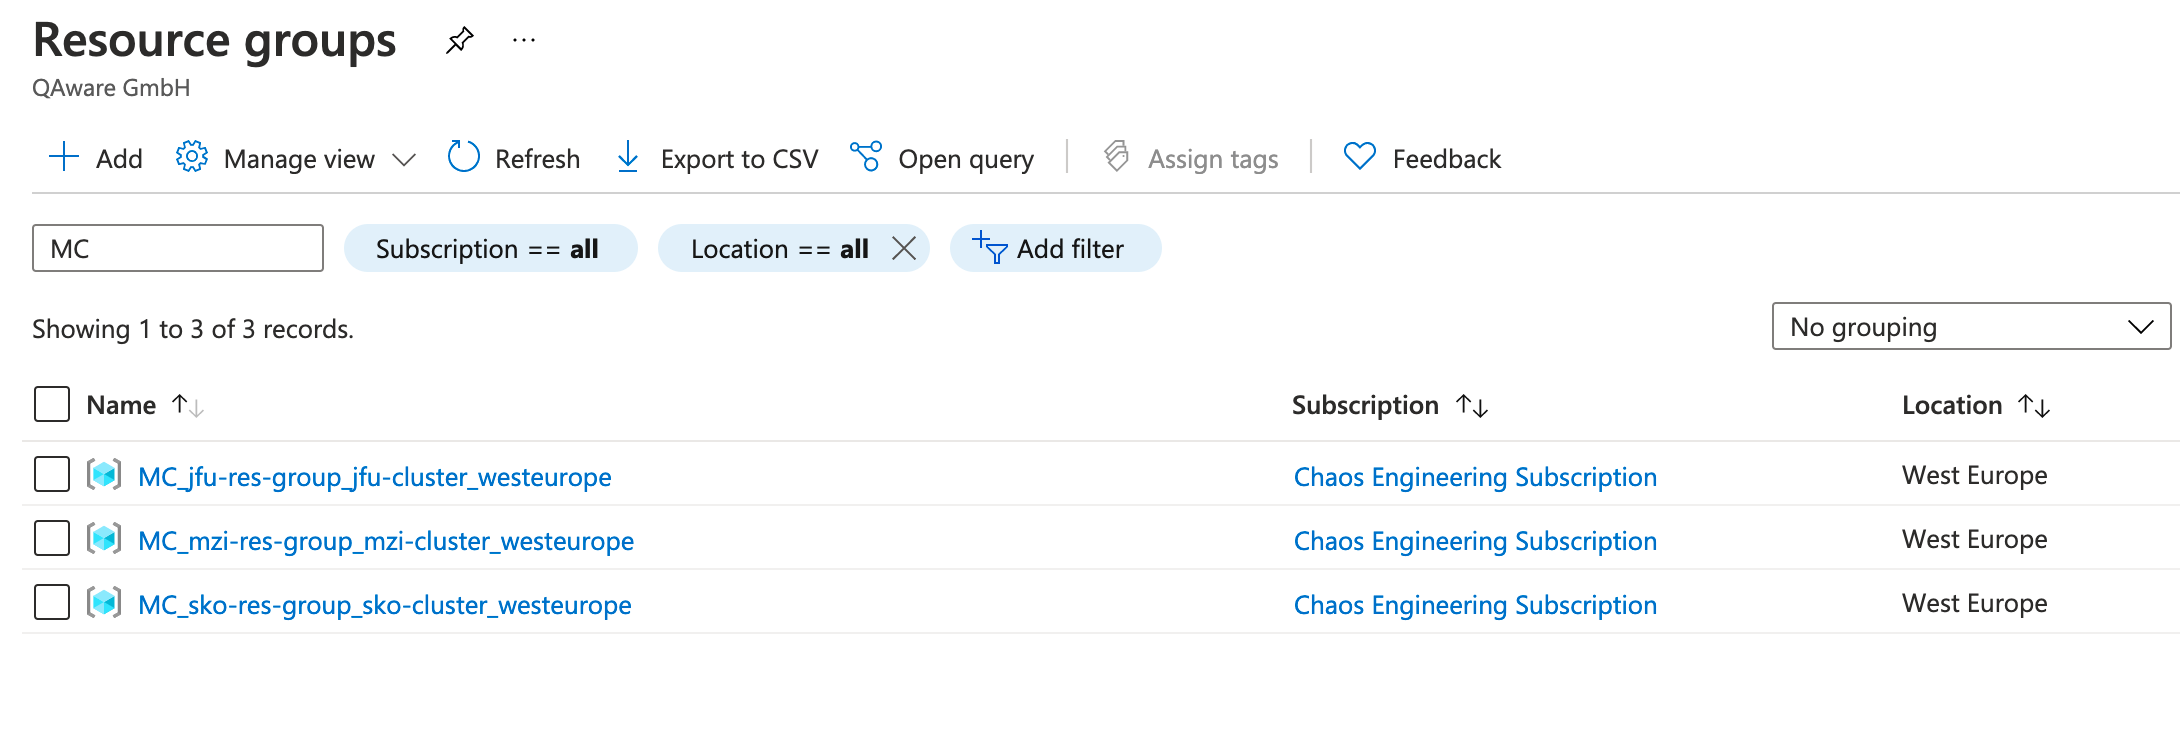 Resource groups ...
QAware GmbH
Add Manage view Refresh Export to CSV Open query Assign tags Feedback
MC Subscription == all Location == all Add filter
Showing 1 to 3 of 3 records. No grouping
Name Subscription Location
MC_jfu-res-group_jfu-cluster_westeurope Chaos Engineering Subscription West Europe
MC_mzi-res-group_mzi-cluster_westeurope Chaos Engineering Subscription West Europe
MC_sko-res-group_sko-cluster_westeurope Chaos Engineering Subscription West Europe